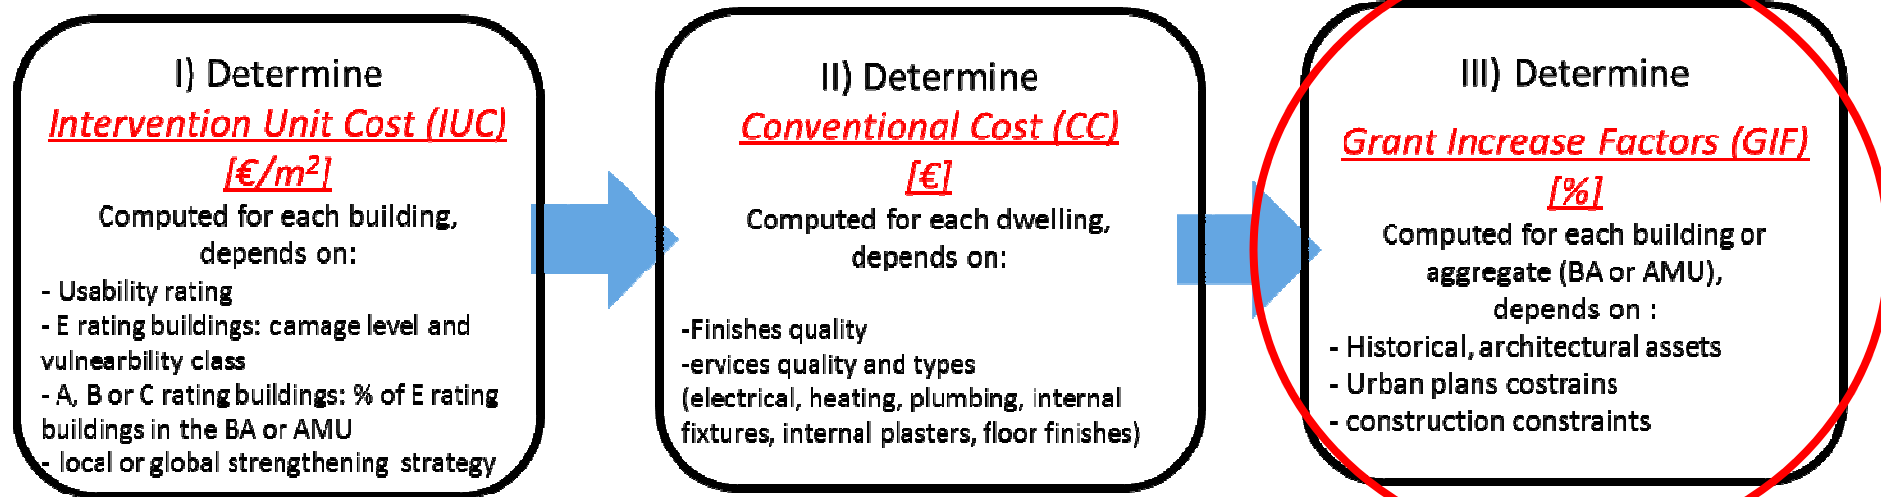 I) Determine
Intervention Unit Cost (IUC)
[€/m²]
Computed for each building,
depends on:
- Usability rating
- E rating buildings: camage level and
vulnearbility class
- A, B or C rating buildings: % of E rating
buildings in the BA or AMU
- local or global strengthening strategy
II) Determine
Conventional Cost (CC)
[€]
Computed for each dwelling,
depends on:
-Finishes quality
-ervices quality and types
(electrical, heating, plumbing, internal
fixtures, internal plasters, floor finishes)
III) Determine
Grant Increase Factors (GIF)
[%]
Computed for each building or
aggregate (BA or AMU),
depends on :
- Historical, architectural assets
- Urban plans costrains
- construction constraints